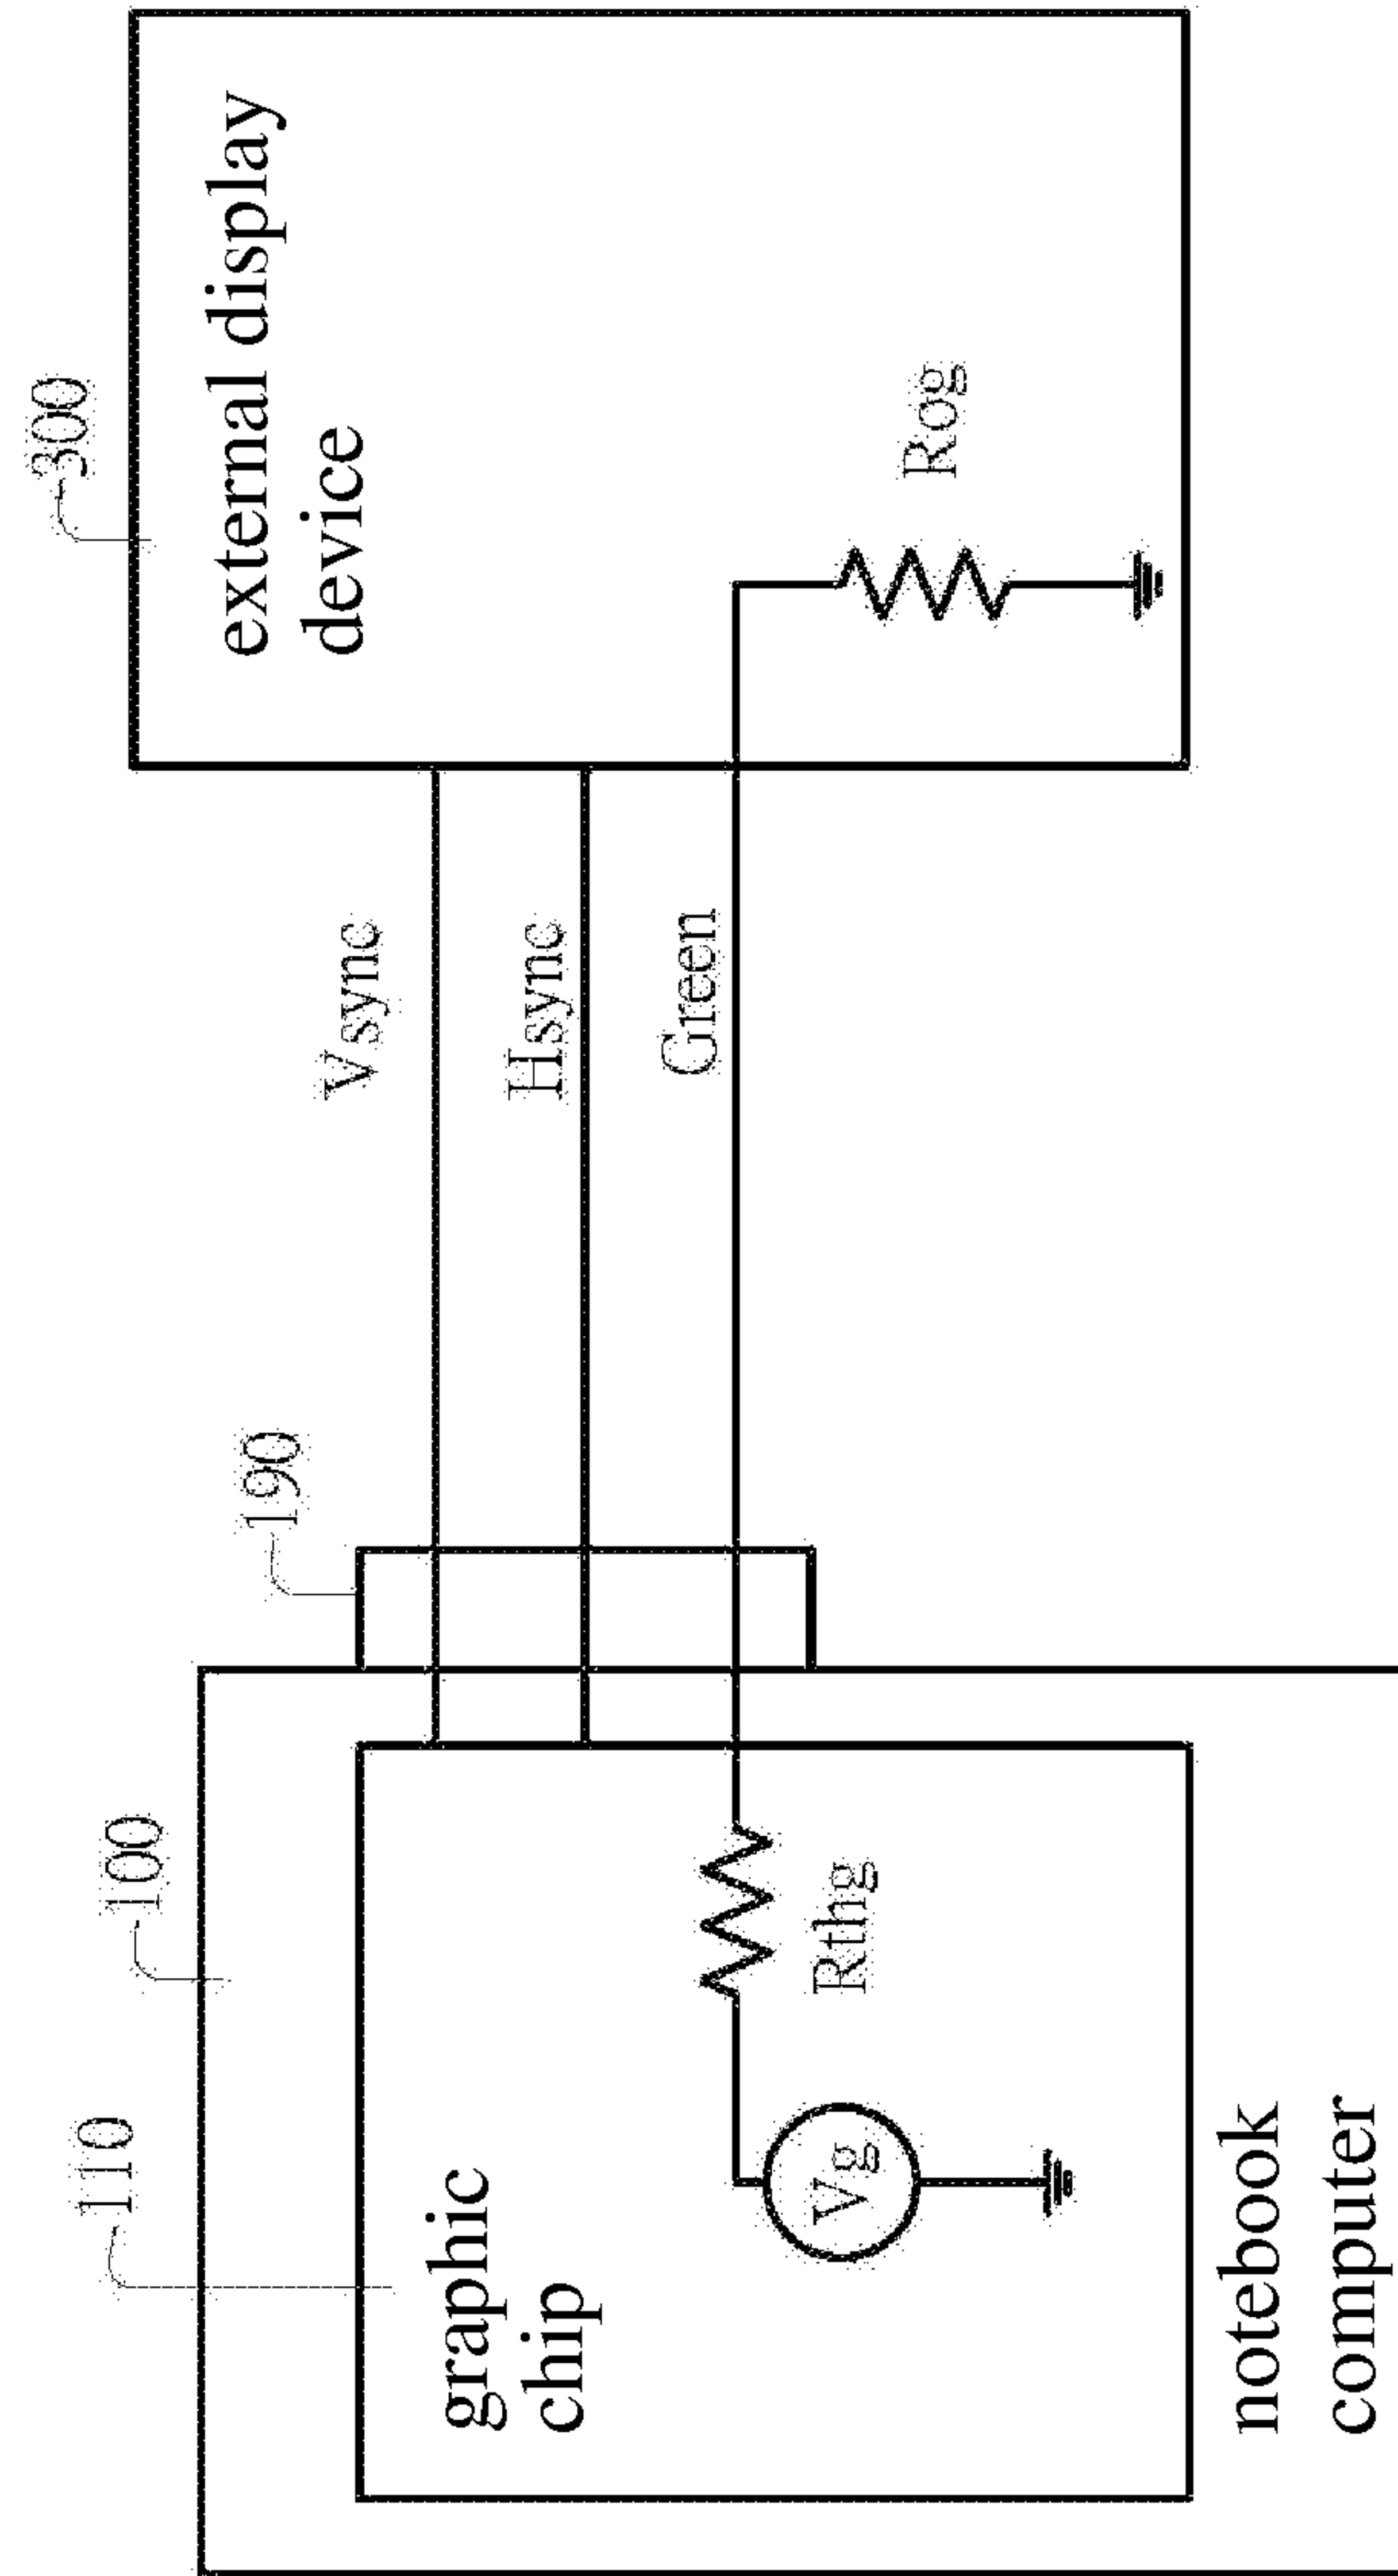 110
100
190
300
graphic
chip
Vg
Rthg
notebook
computer
Vsync
Hsync
Green
external display
device
Rog